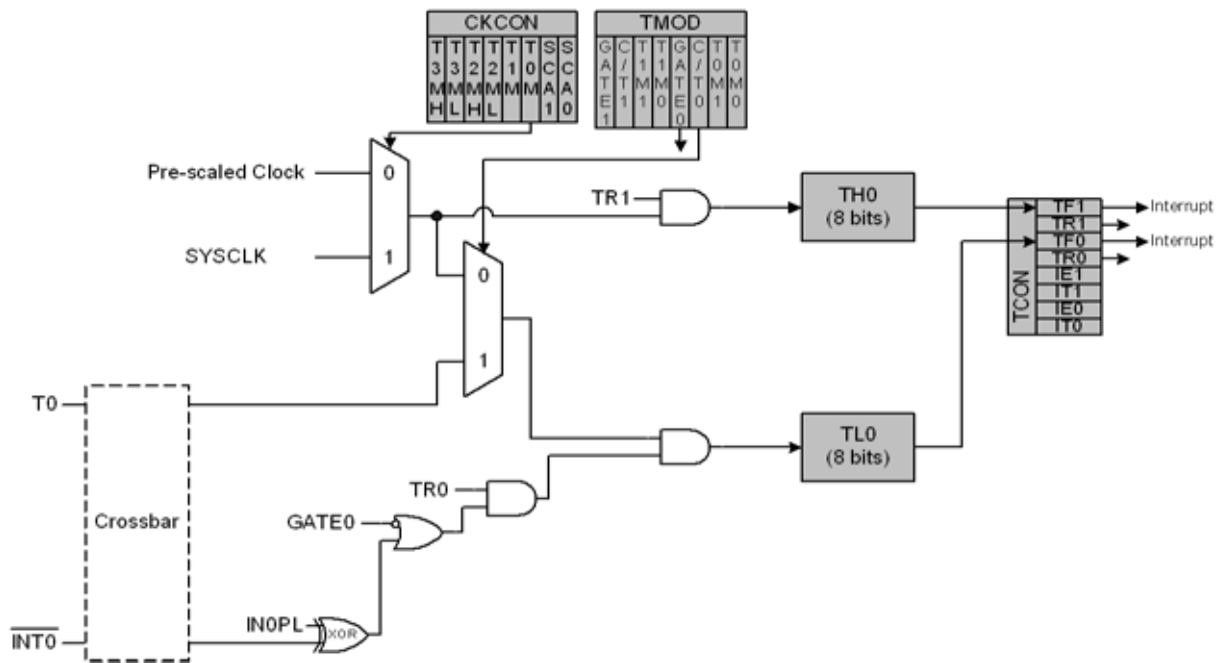 CKCON
T3MH T3ML T2MH T2ML T1M T0M SCA1 SCA0
TMOD
GATE1 C/T1 T1M1 T1M0 GATE0 C/T0 T0M1 T0M0
Pre-scaled Clock
0
SYSCLK
1
TR1
TH0
(8 bits)
TCON
TF1
TR1
TF0
TR0
IE1
IT1
IE0
IT0
Interrupt
Interrupt
0
1
T0
Crossbar
TL0
(8 bits)
TR0
GATE0
IN0PL
XOR
INT0